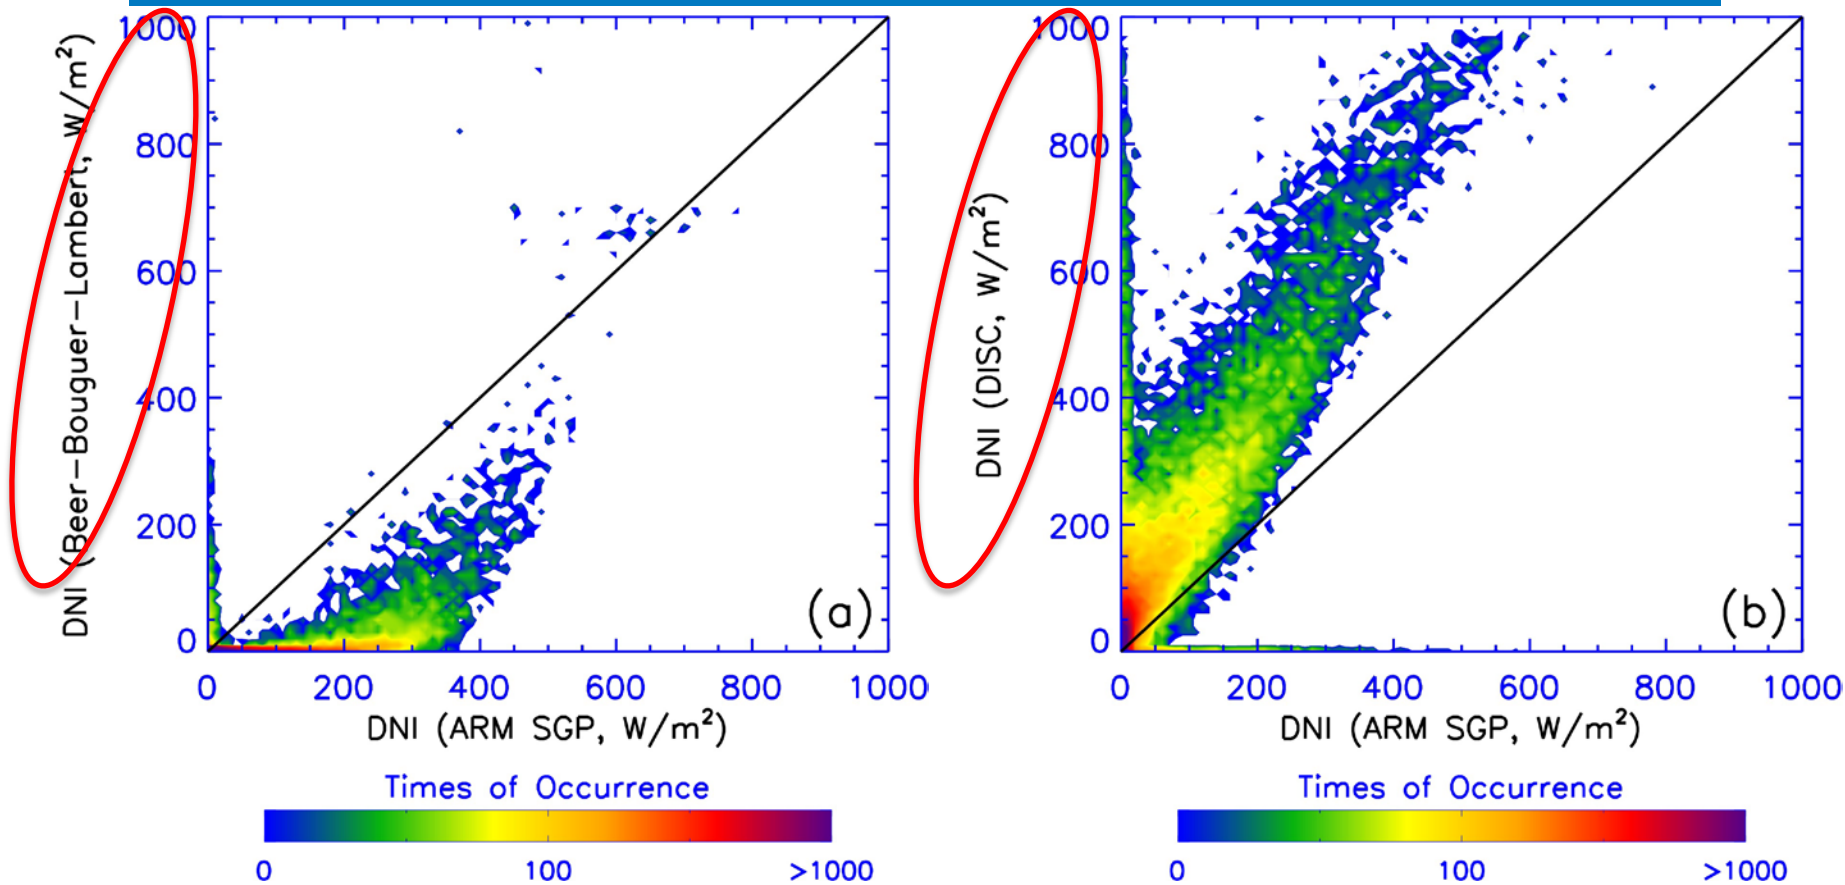 DNI (Beer-Bouguer-Lambert, W/m²)
1000
800
600
400
200
0
(a)
0 200 400 600 800 1000
DNI (ARM SGP, W/m²)
Times of Occurrence
0 100 >1000
DNI (DISC, W/m²)
1000
800
600
400
200
0
(b)
0 200 400 600 800 1000
DNI (ARM SGP, W/m²)
Times of Occurrence
0 100 >1000